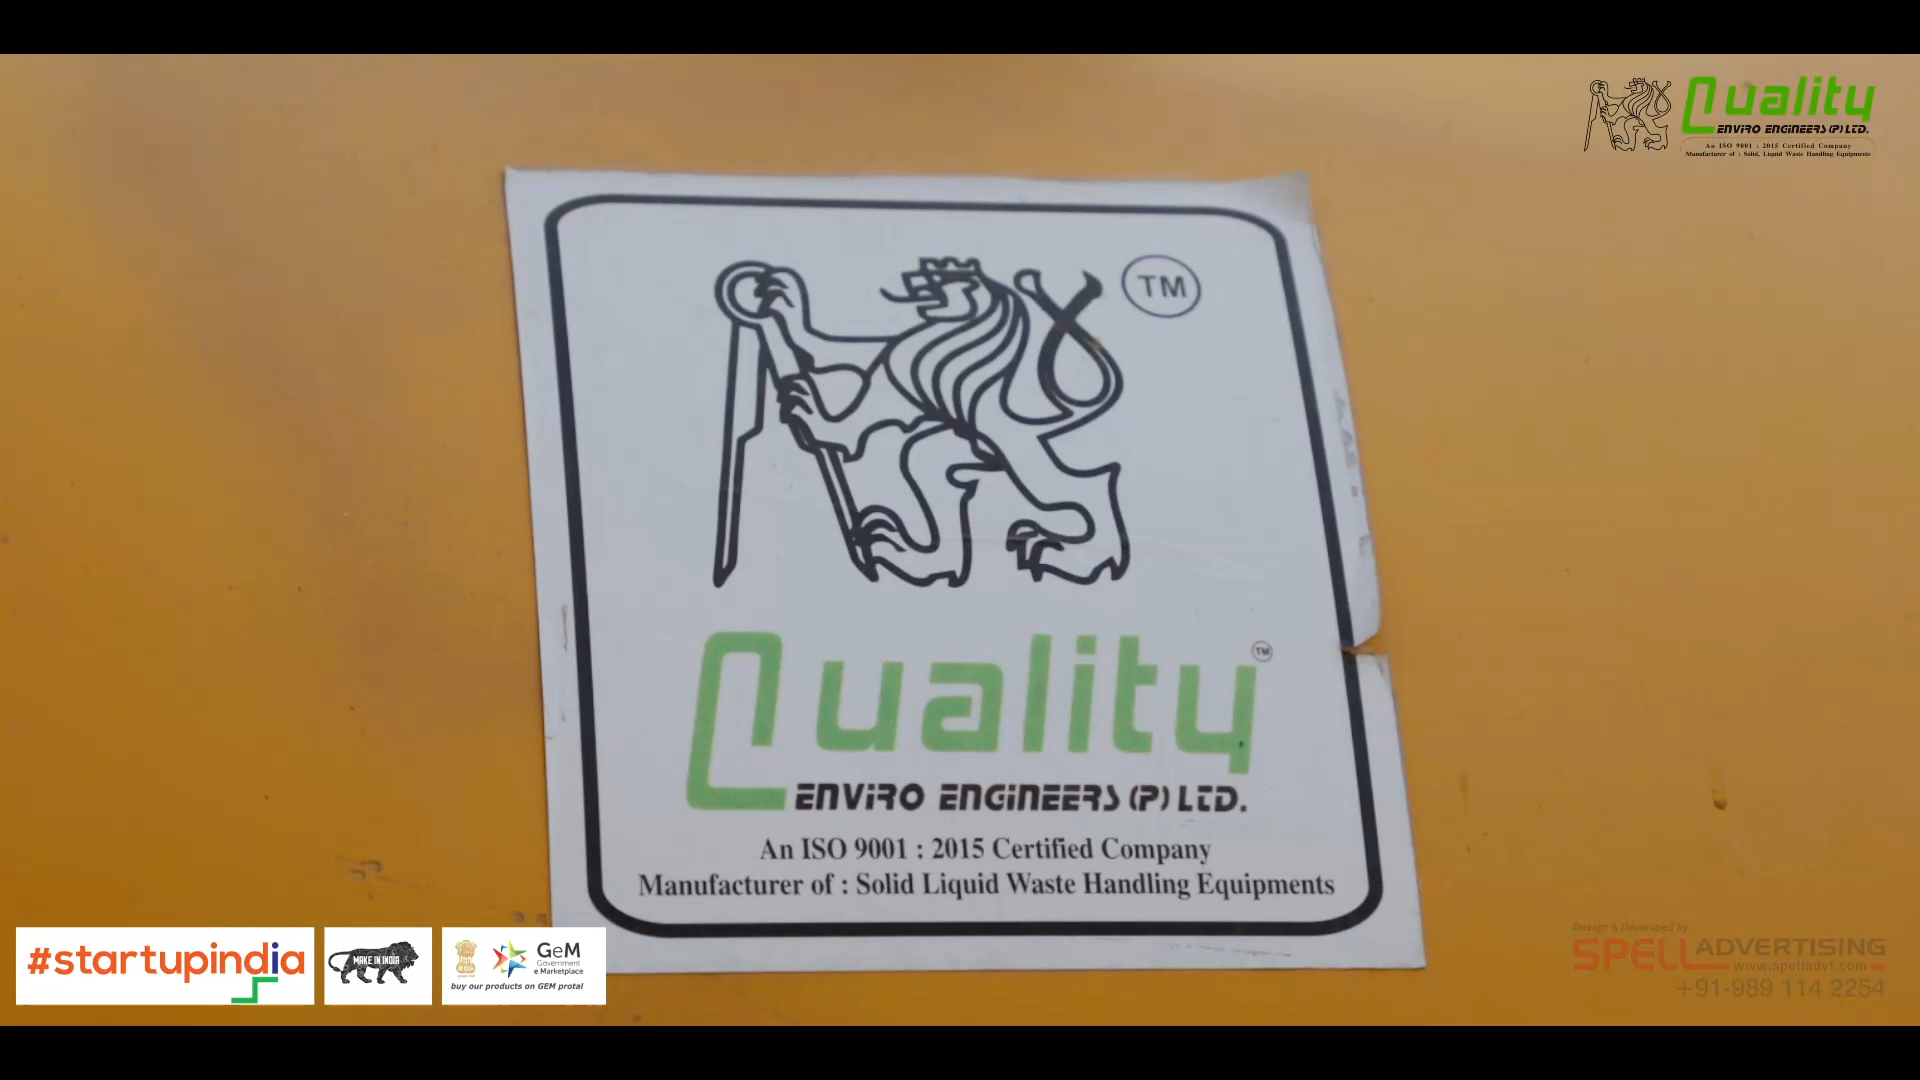 Quality
ENVIRO ENGINEERS (P) LTD.
An ISO 9001 : 2015 Certified Company
Manufacturer of : Solid, Liquid Waste Handling Equipments
TM
Quality TM
ENVIRO ENGINEERS (P) LTD.
An ISO 9001 : 2015 Certified Company
Manufacturer of : Solid Liquid Waste Handling Equipments
#startupindia
MAKE IN INDIA
GeM
Government
e Marketplace
buy our products on GEM protal
Design & Developed by:
SPELL ADVERTISING
www.spelladvt.com
+91-989 114 2254